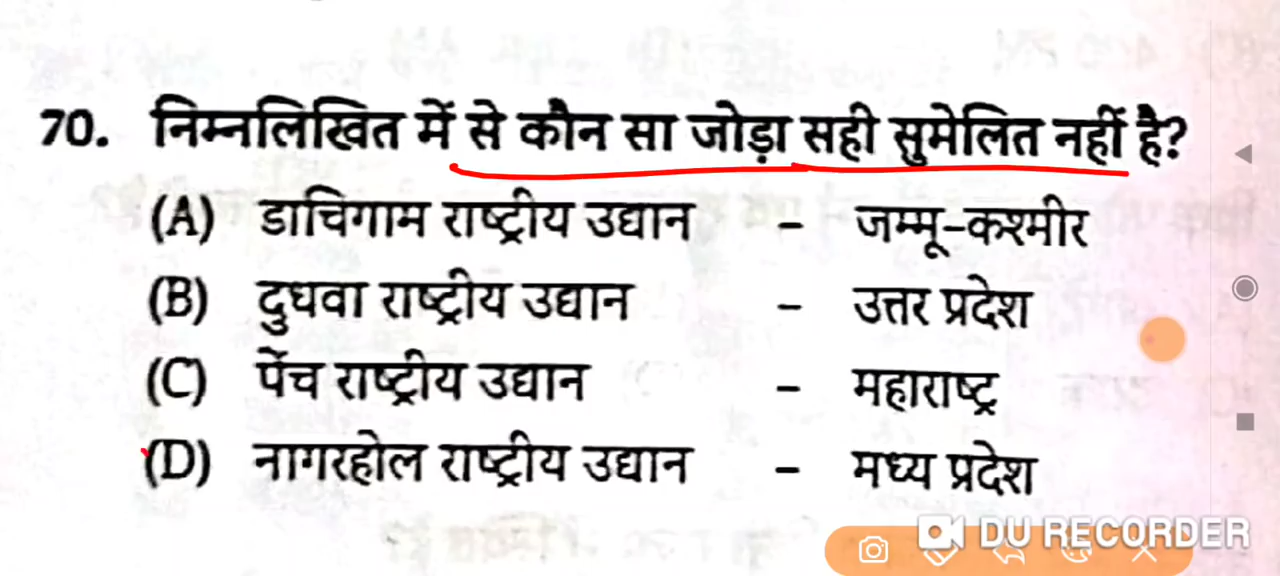 70. निम्नलिखित में से कौन सा जोड़ा सही सुमेलित नहीं है?
(A) डाचिगाम राष्ट्रीय उद्यान – जम्मू-कश्मीर
(B) दुधवा राष्ट्रीय उद्यान – उत्तर प्रदेश
(C) पेंच राष्ट्रीय उद्यान – महाराष्ट्र
(D) नागरहोल राष्ट्रीय उद्यान – मध्य प्रदेश
DU RECORDER